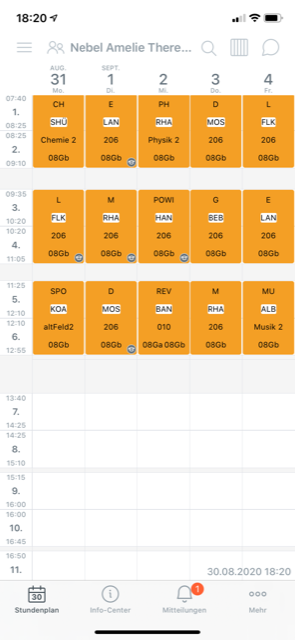 18:20
Nebel Amelie There...
AUG. SEPT.
31 1 2 3 4
Mo. Di. Mi. Do. Fr.
07:40
1.
08:25
08:25
2.
09:10
CH E PH D L
SHÜ LAN RHA MOS FLK
Chemie 2 206 Physik 2 206 206
08Gb 08Gb 08Gb 08Gb 08Gb
09:35
3.
10:20
10:20
4.
11:05
L M POWI G E
FLK RHA HAN BEB LAN
206 206 206 206 206
08Gb 08Gb 08Gb 08Gb 08Gb
11:25
5.
12:10
12:10
6.
12:55
SPO D REV M MU
KOA MOS BAN RHA ALB
altFeld2 206 010 206 Musik 2
08Gb 08Gb 08Ga 08Gb 08Gb 08Gb
13:40
7.
14:25
14:25
8.
15:10
15:15
9.
16:00
16:00
10.
16:45
16:50
11.
30.08.2020 18:20
30
1
Stundenplan Info-Center Mitteilungen Mehr